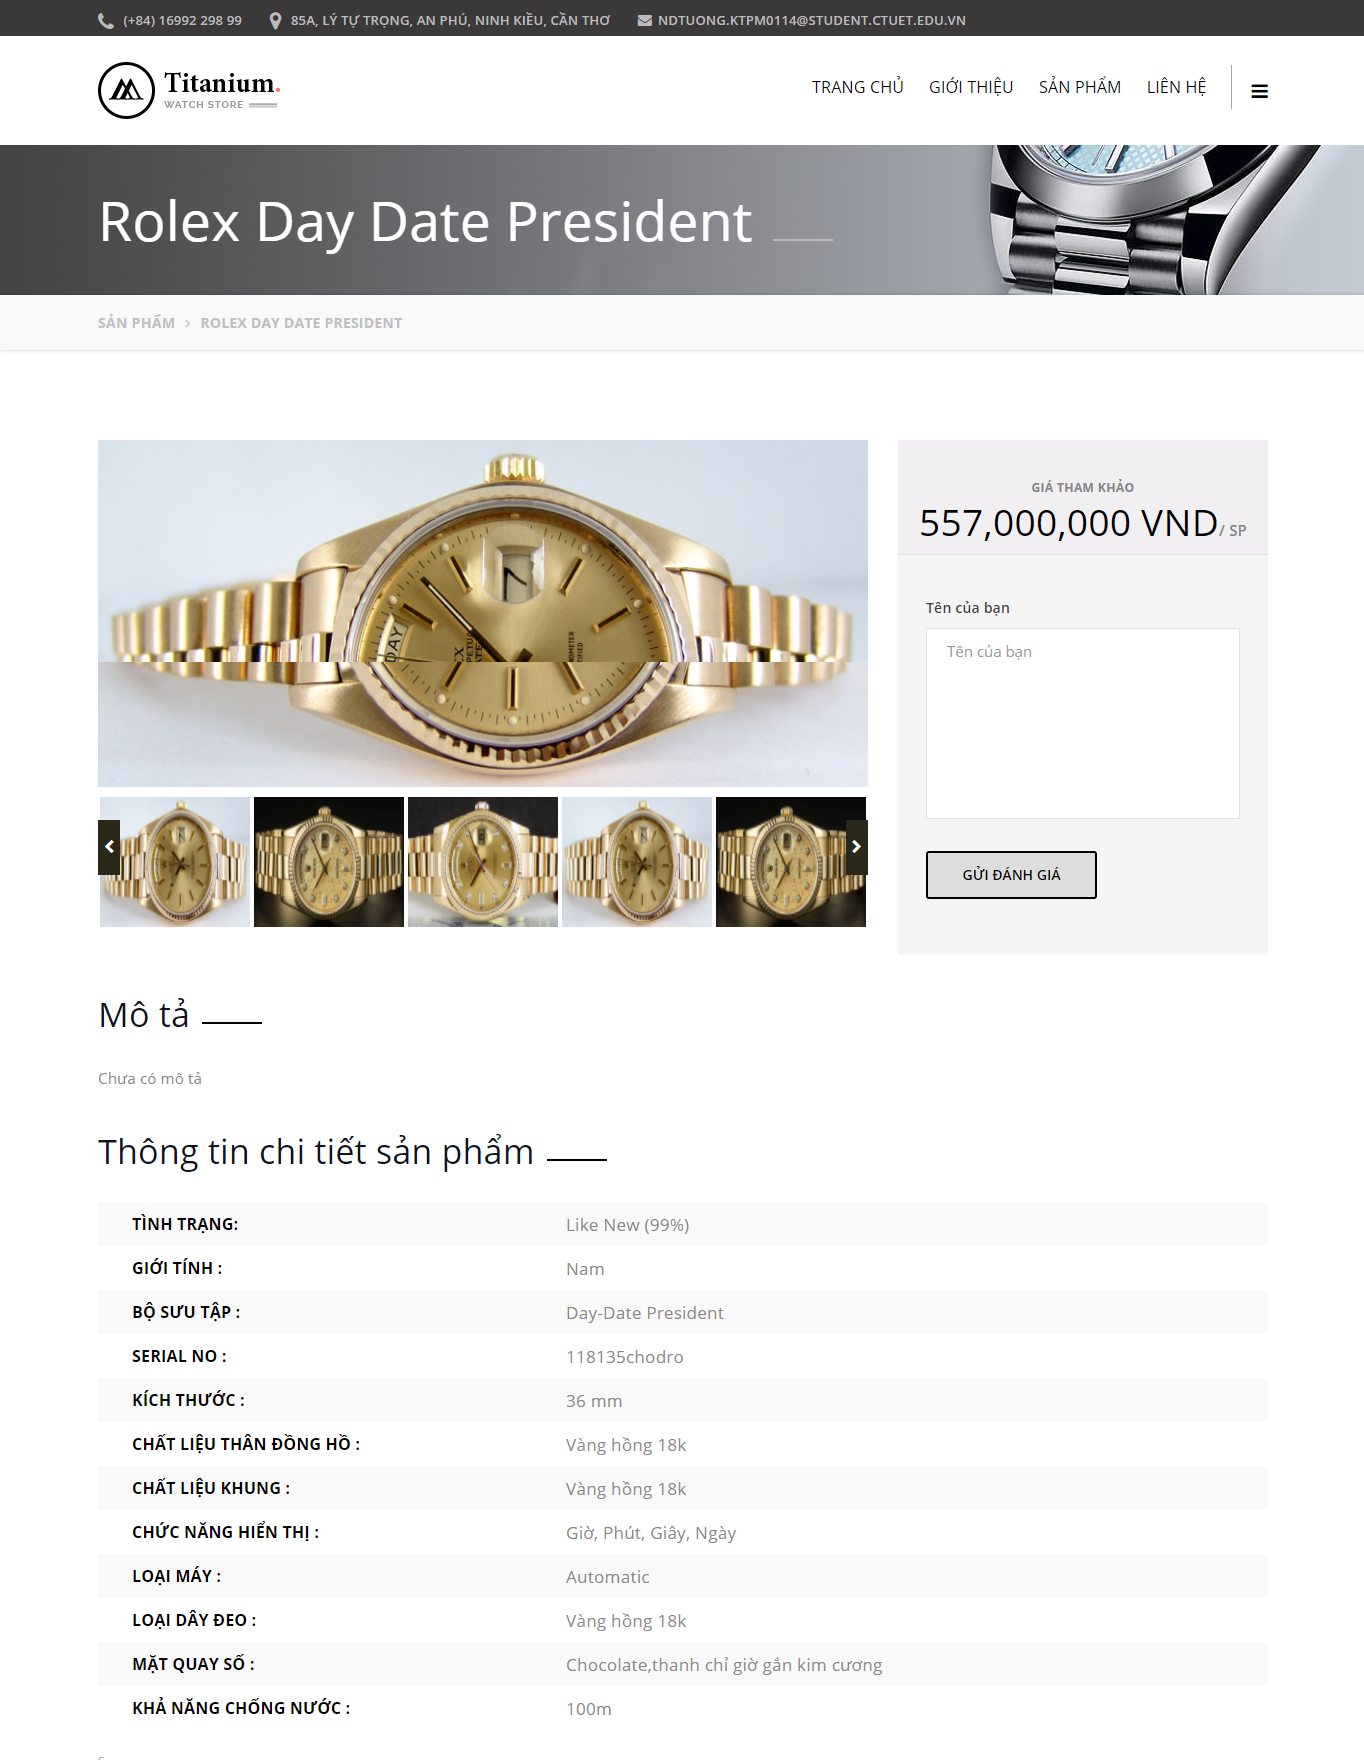 (+84) 16992 298 99
85A, LÝ TỰ TRỌNG, AN PHÚ, NINH KIỀU, CẦN THƠ
NDTUONG.KTPM0114@STUDENT.CTUET.EDU.VN
Titanium.
WATCH STORE
TRANG CHỦ
GIỚI THIỆU
SẢN PHẨM
LIÊN HỆ
Rolex Day Date President
SẢN PHẨM > ROLEX DAY DATE PRESIDENT
7
DAY
GIÁ THAM KHẢO
557,000,000 VND/ SP
Tên của bạn
Tên của bạn
GỬI ĐÁNH GIÁ
Mô tả
Chưa có mô tả
Thông tin chi tiết sản phẩm
TÌNH TRẠNG: Like New (99%)
GIỚI TÍNH : Nam
BỘ SƯU TẬP : Day-Date President
SERIAL NO : 118135chodro
KÍCH THƯỚC : 36 mm
CHẤT LIỆU THÂN ĐỒNG HỒ : Vàng hồng 18k
CHẤT LIỆU KHUNG : Vàng hồng 18k
CHỨC NĂNG HIỂN THỊ : Giờ, Phút, Giây, Ngày
LOẠI MÁY : Automatic
LOẠI DÂY ĐEO : Vàng hồng 18k
MẶT QUAY SỐ : Chocolate,thanh chỉ giờ gắn kim cương
KHẢ NĂNG CHỐNG NƯỚC : 100m